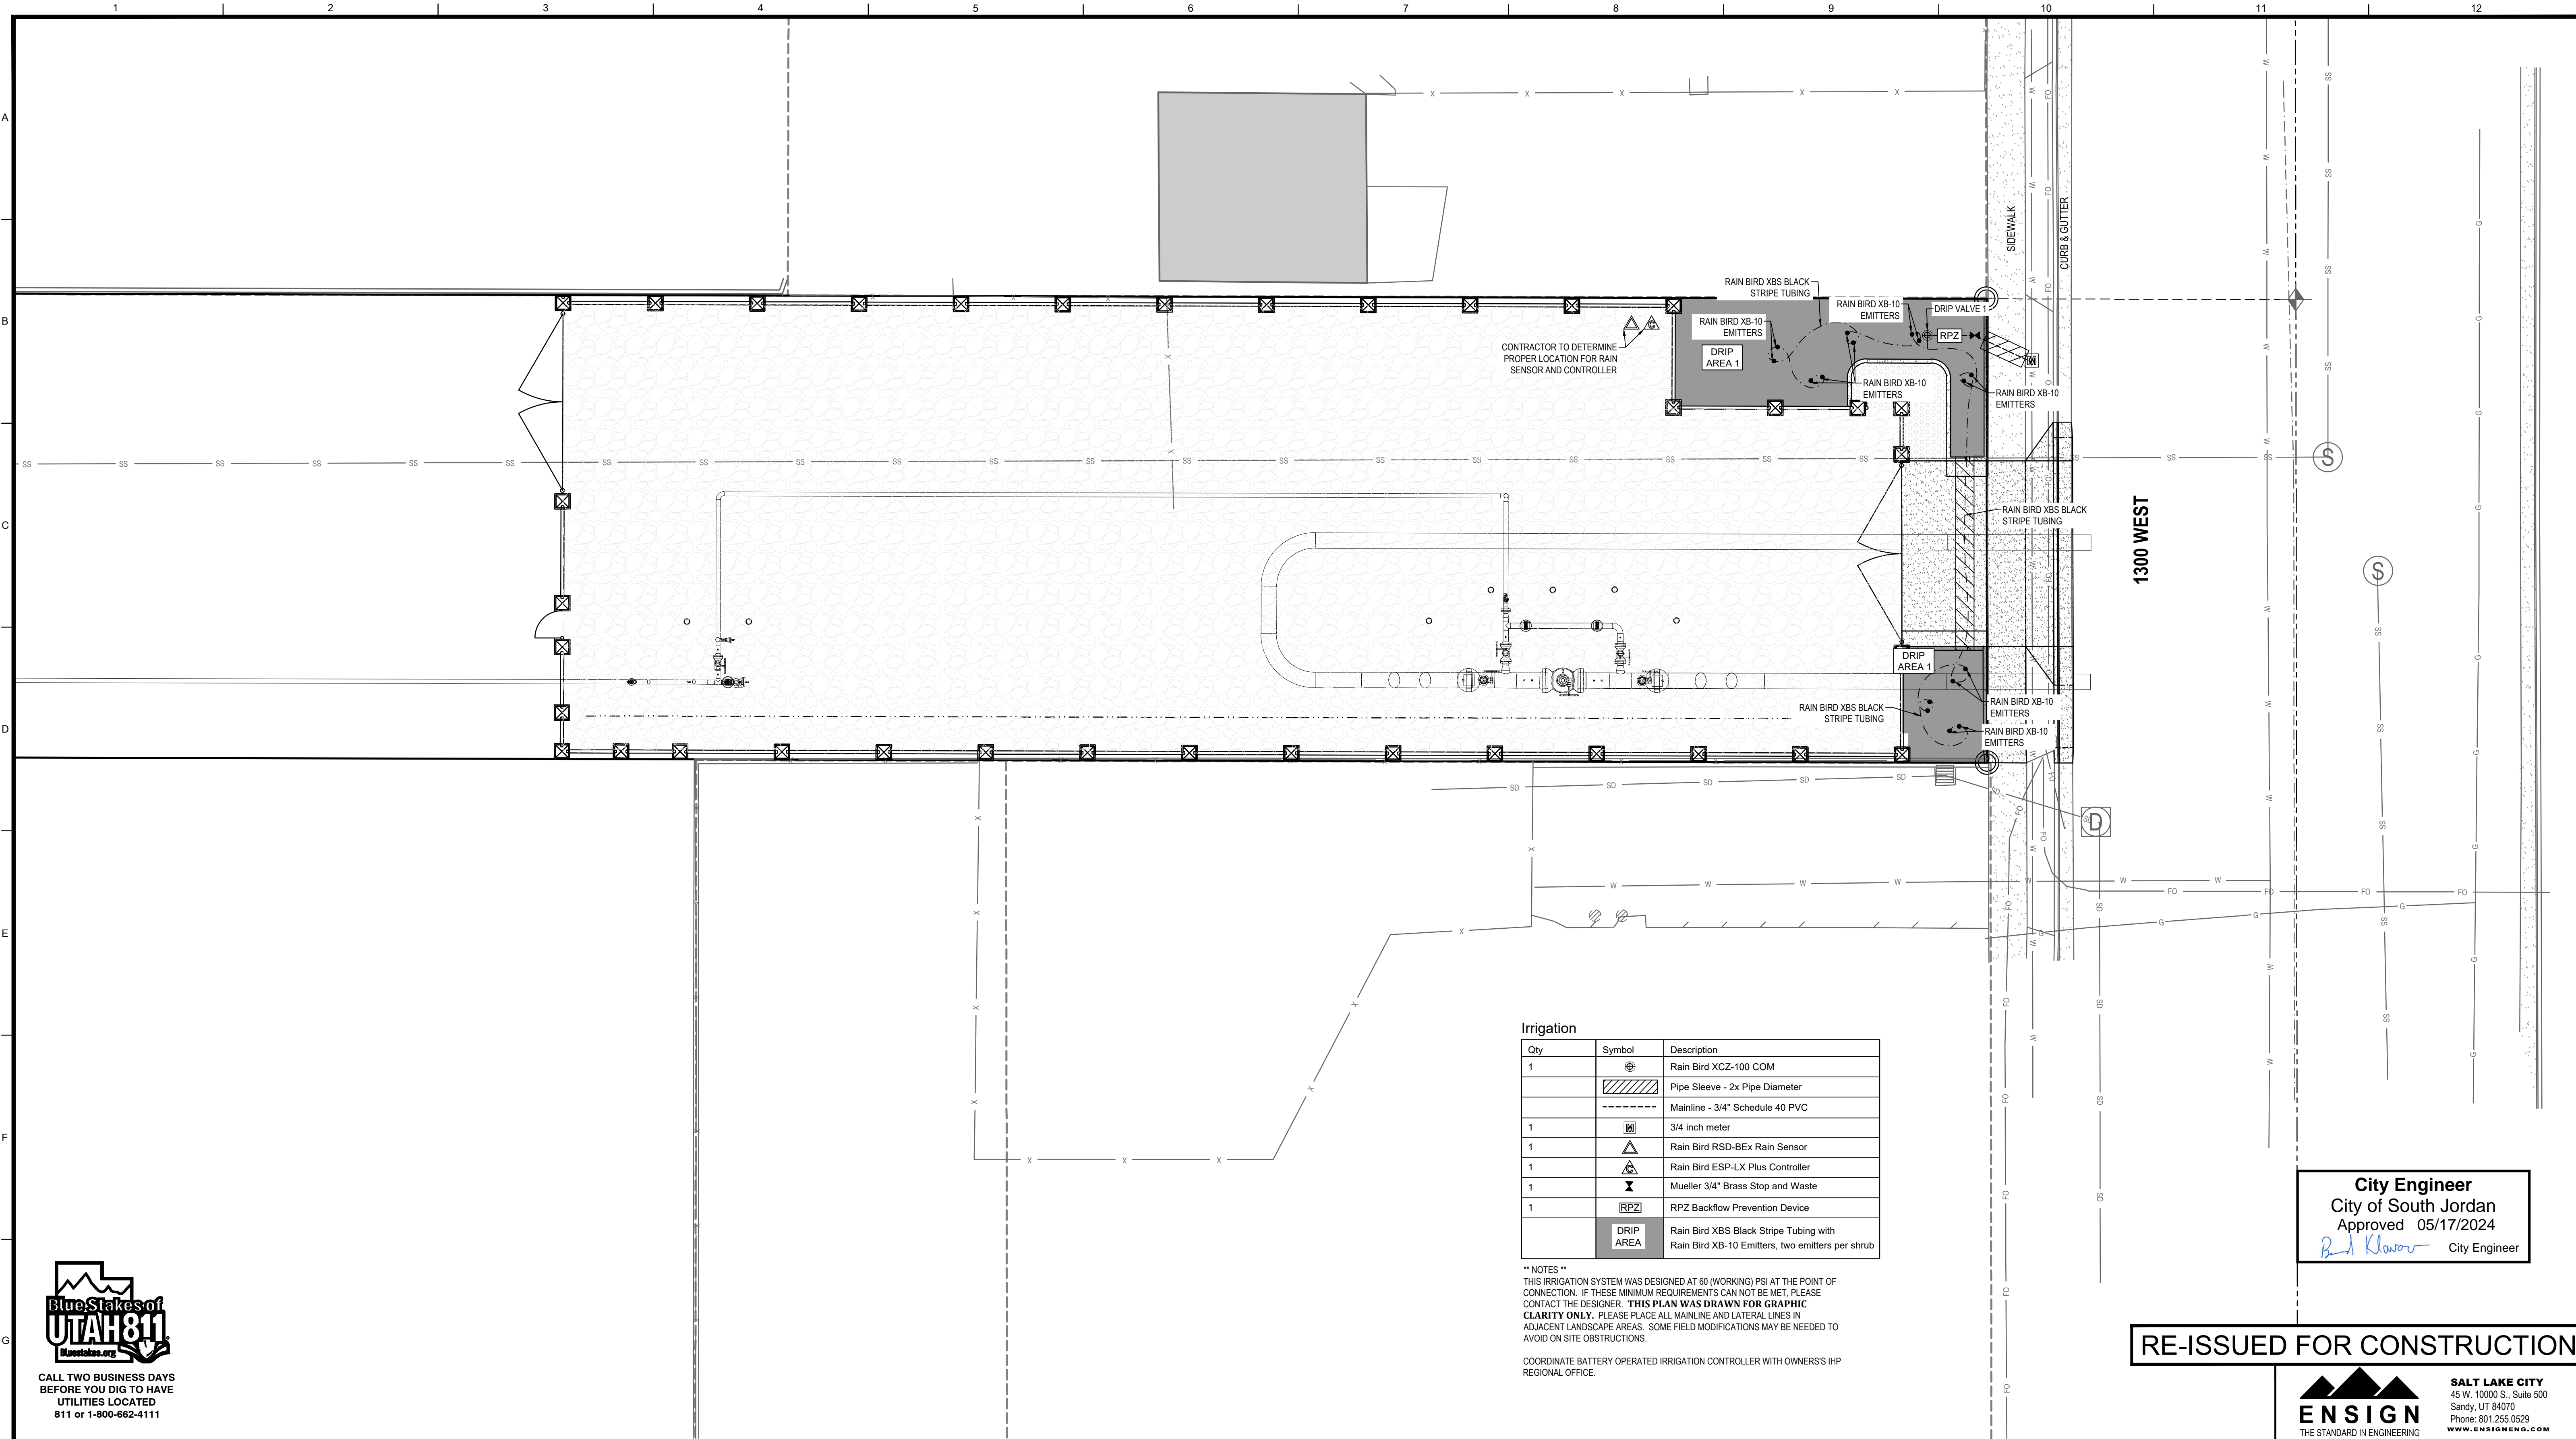 1 2 3 4 5 6 7 8 9 10 11 12
A
B
C
D
E
F
G
SIDEWALK
CURB & GUTTER
1300 WEST
RAIN BIRD XBS BLACK
STRIPE TUBING
RAIN BIRD XB-10
EMITTERS
DRIP VALVE 1
RAIN BIRD XB-10
EMITTERS
RPZ
DRIP
AREA 1
CONTRACTOR TO DETERMINE
PROPER LOCATION FOR RAIN
SENSOR AND CONTROLLER
RAIN BIRD XB-10
EMITTERS
RAIN BIRD XB-10
EMITTERS
RAIN BIRD XBS BLACK
STRIPE TUBING
DRIP
AREA 1
RAIN BIRD XBS BLACK
STRIPE TUBING
RAIN BIRD XB-10
EMITTERS
RAIN BIRD XB-10
EMITTERS
S
S
D
Irrigation
Qty Symbol Description
1 Rain Bird XCZ-100 COM
Pipe Sleeve - 2x Pipe Diameter
Mainline - 3/4" Schedule 40 PVC
1 M 3/4 inch meter
1 Rain Bird RSD-BEx Rain Sensor
1 C Rain Bird ESP-LX Plus Controller
1 Mueller 3/4" Brass Stop and Waste
1 RPZ RPZ Backflow Prevention Device
DRIP
AREA
Rain Bird XBS Black Stripe Tubing with
Rain Bird XB-10 Emitters, two emitters per shrub
** NOTES **
THIS IRRIGATION SYSTEM WAS DESIGNED AT 60 (WORKING) PSI AT THE POINT OF
CONNECTION. IF THESE MINIMUM REQUIREMENTS CAN NOT BE MET, PLEASE
CONTACT THE DESIGNER. THIS PLAN WAS DRAWN FOR GRAPHIC
CLARITY ONLY. PLEASE PLACE ALL MAINLINE AND LATERAL LINES IN
ADJACENT LANDSCAPE AREAS. SOME FIELD MODIFICATIONS MAY BE NEEDED TO
AVOID ON SITE OBSTRUCTIONS.
COORDINATE BATTERY OPERATED IRRIGATION CONTROLLER WITH OWNERS'S IHP
REGIONAL OFFICE.
City Engineer
City of South Jordan
Approved 05/17/2024
City Engineer
RE-ISSUED FOR CONSTRUCTION
ENSIGN
THE STANDARD IN ENGINEERING
SALT LAKE CITY
45 W. 10000 S., Suite 500
Sandy, UT 84070
Phone: 801.255.0529
WWW.ENSIGNENG.COM
Blue Stakes of
UTAH 811
Bluestakes.org
CALL TWO BUSINESS DAYS
BEFORE YOU DIG TO HAVE
UTILITIES LOCATED
811 or 1-800-662-4111